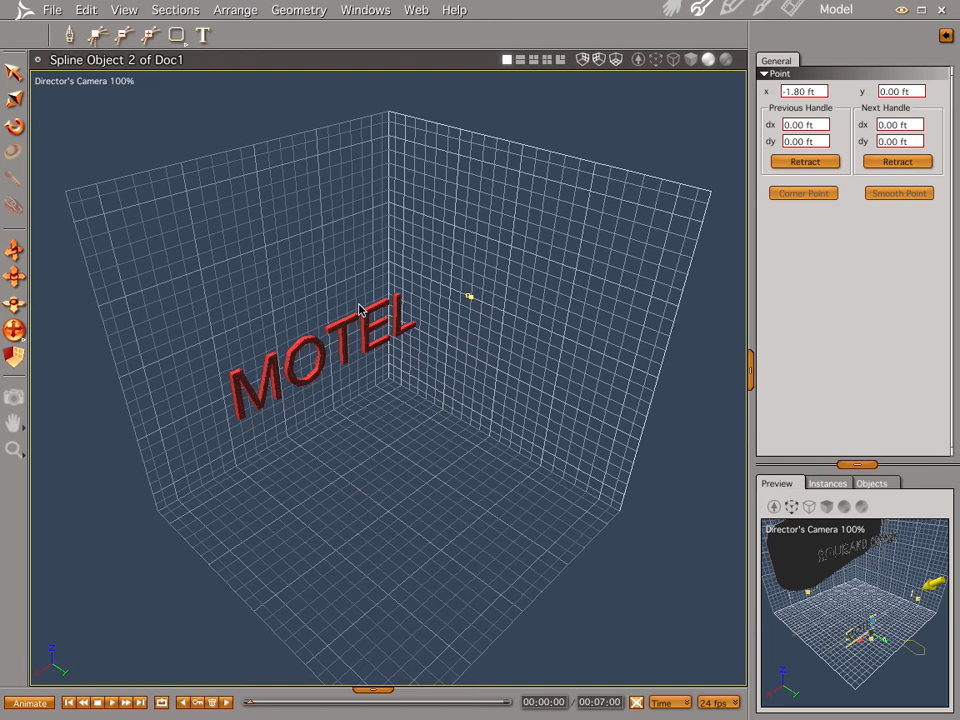 File Edit View Sections Arrange Geometry Windows Web Help Model
T
Spline Object 2 of Doc1
Director's Camera 100%
General
Point
x -1.80 ft y 0.00 ft
Previous Handle Next Handle
dx 0.00 ft dx 0.00 ft
dy 0.00 ft dy 0.00 ft
Retract Retract
Corner Point Smooth Point
MOTEL
Preview Instances Objects
Director's Camera 100%
Z
Z
Animate 00:00:00 / 00:07:00 Time 24 fps